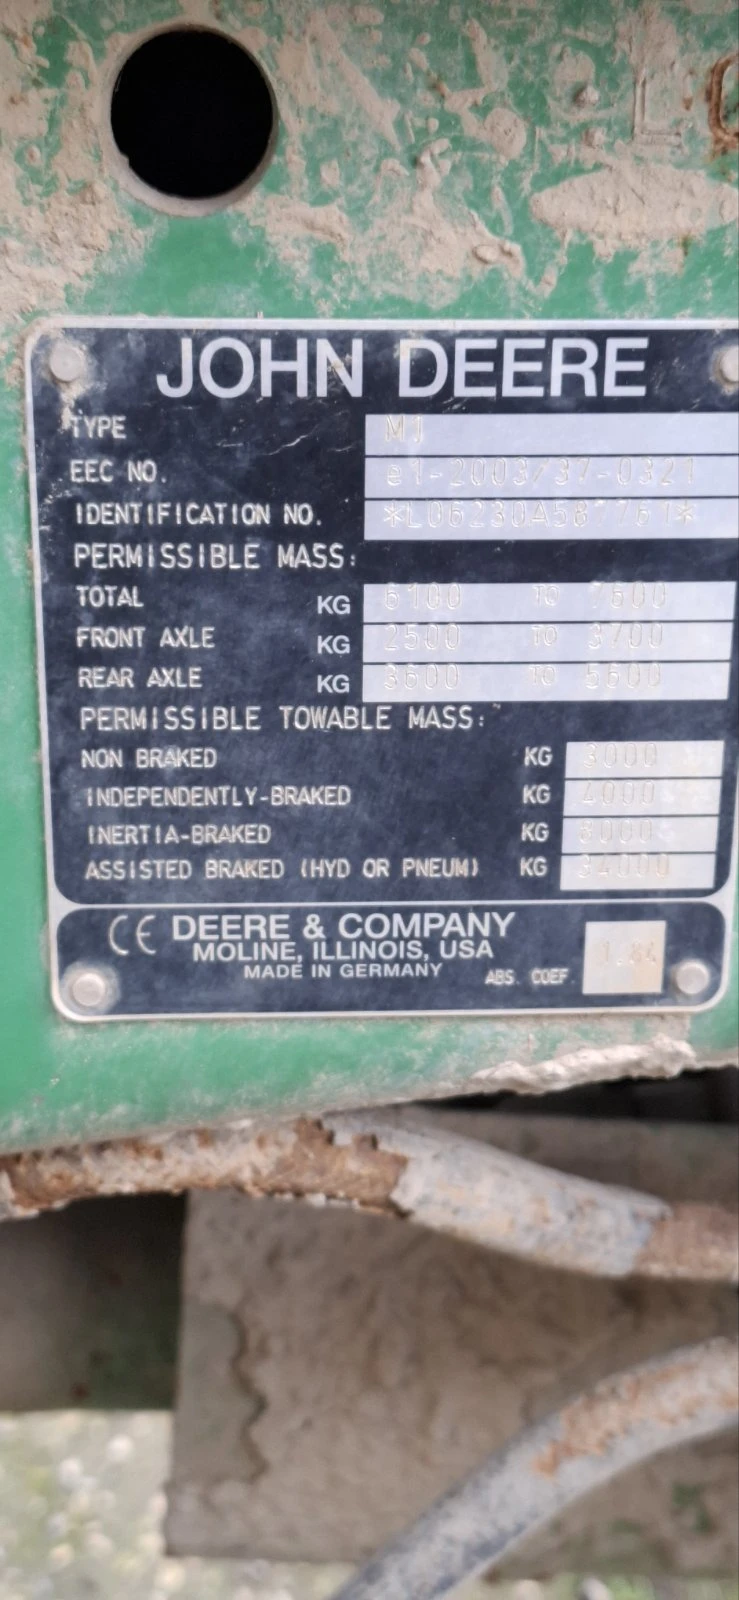 L
JOHN DEERE
TYPE M1
EEC NO. e1-2003/37-0321
IDENTIFICATION NO. *L06230A587761*
PERMISSIBLE MASS:
TOTAL KG 6100 TO 7600
FRONT AXLE KG 2500 TO 3700
REAR AXLE KG 3600 TO 5600
PERMISSIBLE TOWABLE MASS:
NON BRAKED KG 3000
INDEPENDENTLY-BRAKED KG 4000
INERTIA-BRAKED KG 8000
ASSISTED BRAKED (HYD OR PNEUM) KG 34000
CE DEERE & COMPANY
MOLINE, ILLINOIS, USA
MADE IN GERMANY ABS. COEF.